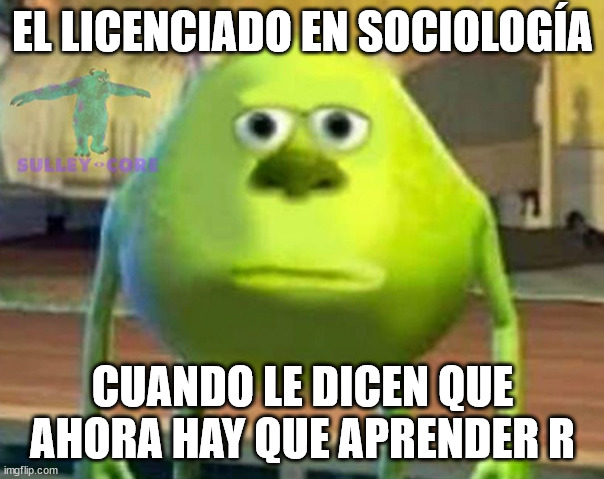 EL LICENCIADO EN SOCIOLOGÍA
SULLEY-CORE
CUANDO LE DICEN QUE
AHORA HAY QUE APRENDER R
imgflip.com